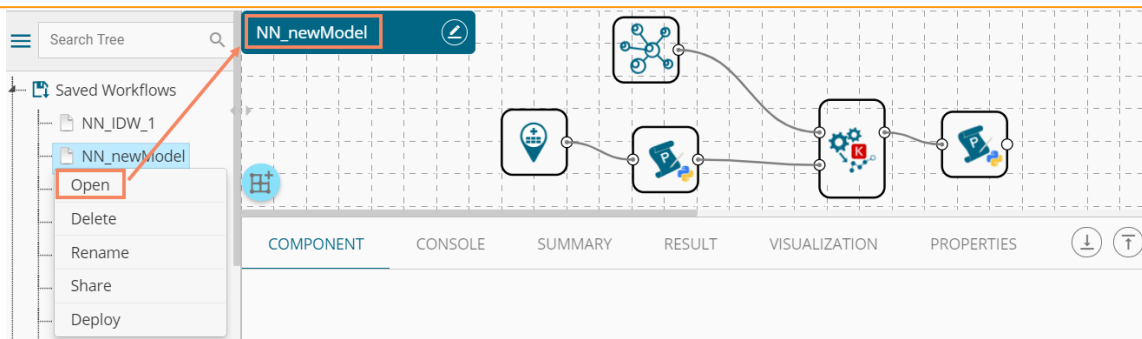 Search Tree
NN_newModel
Saved Workflows
NN_IDW_1
NN_newModel
Open
Delete
Rename
Share
Deploy
P
K
P
COMPONENT CONSOLE SUMMARY RESULT VISUALIZATION PROPERTIES